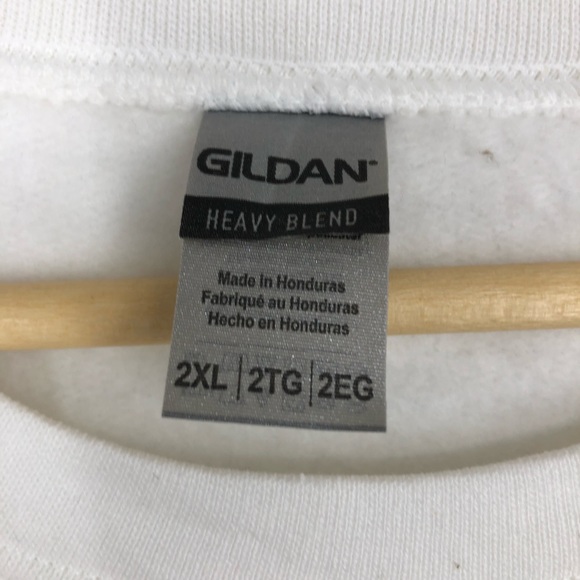 GILDAN
HEAVY BLEND
Made in Honduras
Fabriqué au Honduras
Hecho en Honduras
2XL | 2TG | 2EG